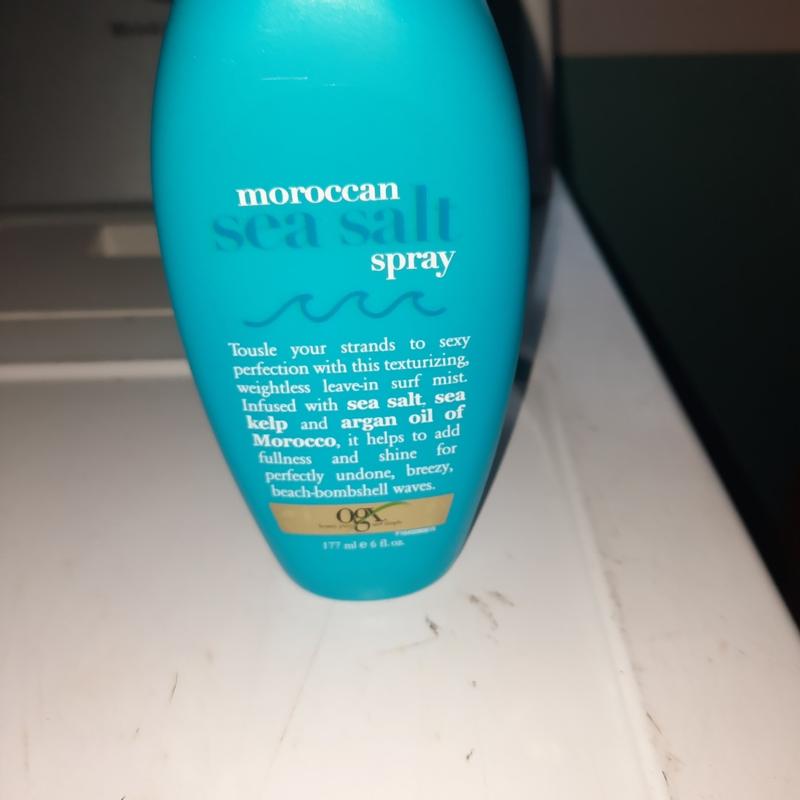 moroccan
sea salt
spray
Tousle your strands to sexy
perfection with this texturizing,
weightless leave-in surf mist.
Infused with sea salt, sea
kelp and argan oil of
Morocco, it helps to add
fullness and shine for
perfectly undone, breezy,
beach-bombshell waves.
ogx
177 ml e 6 fl. oz.